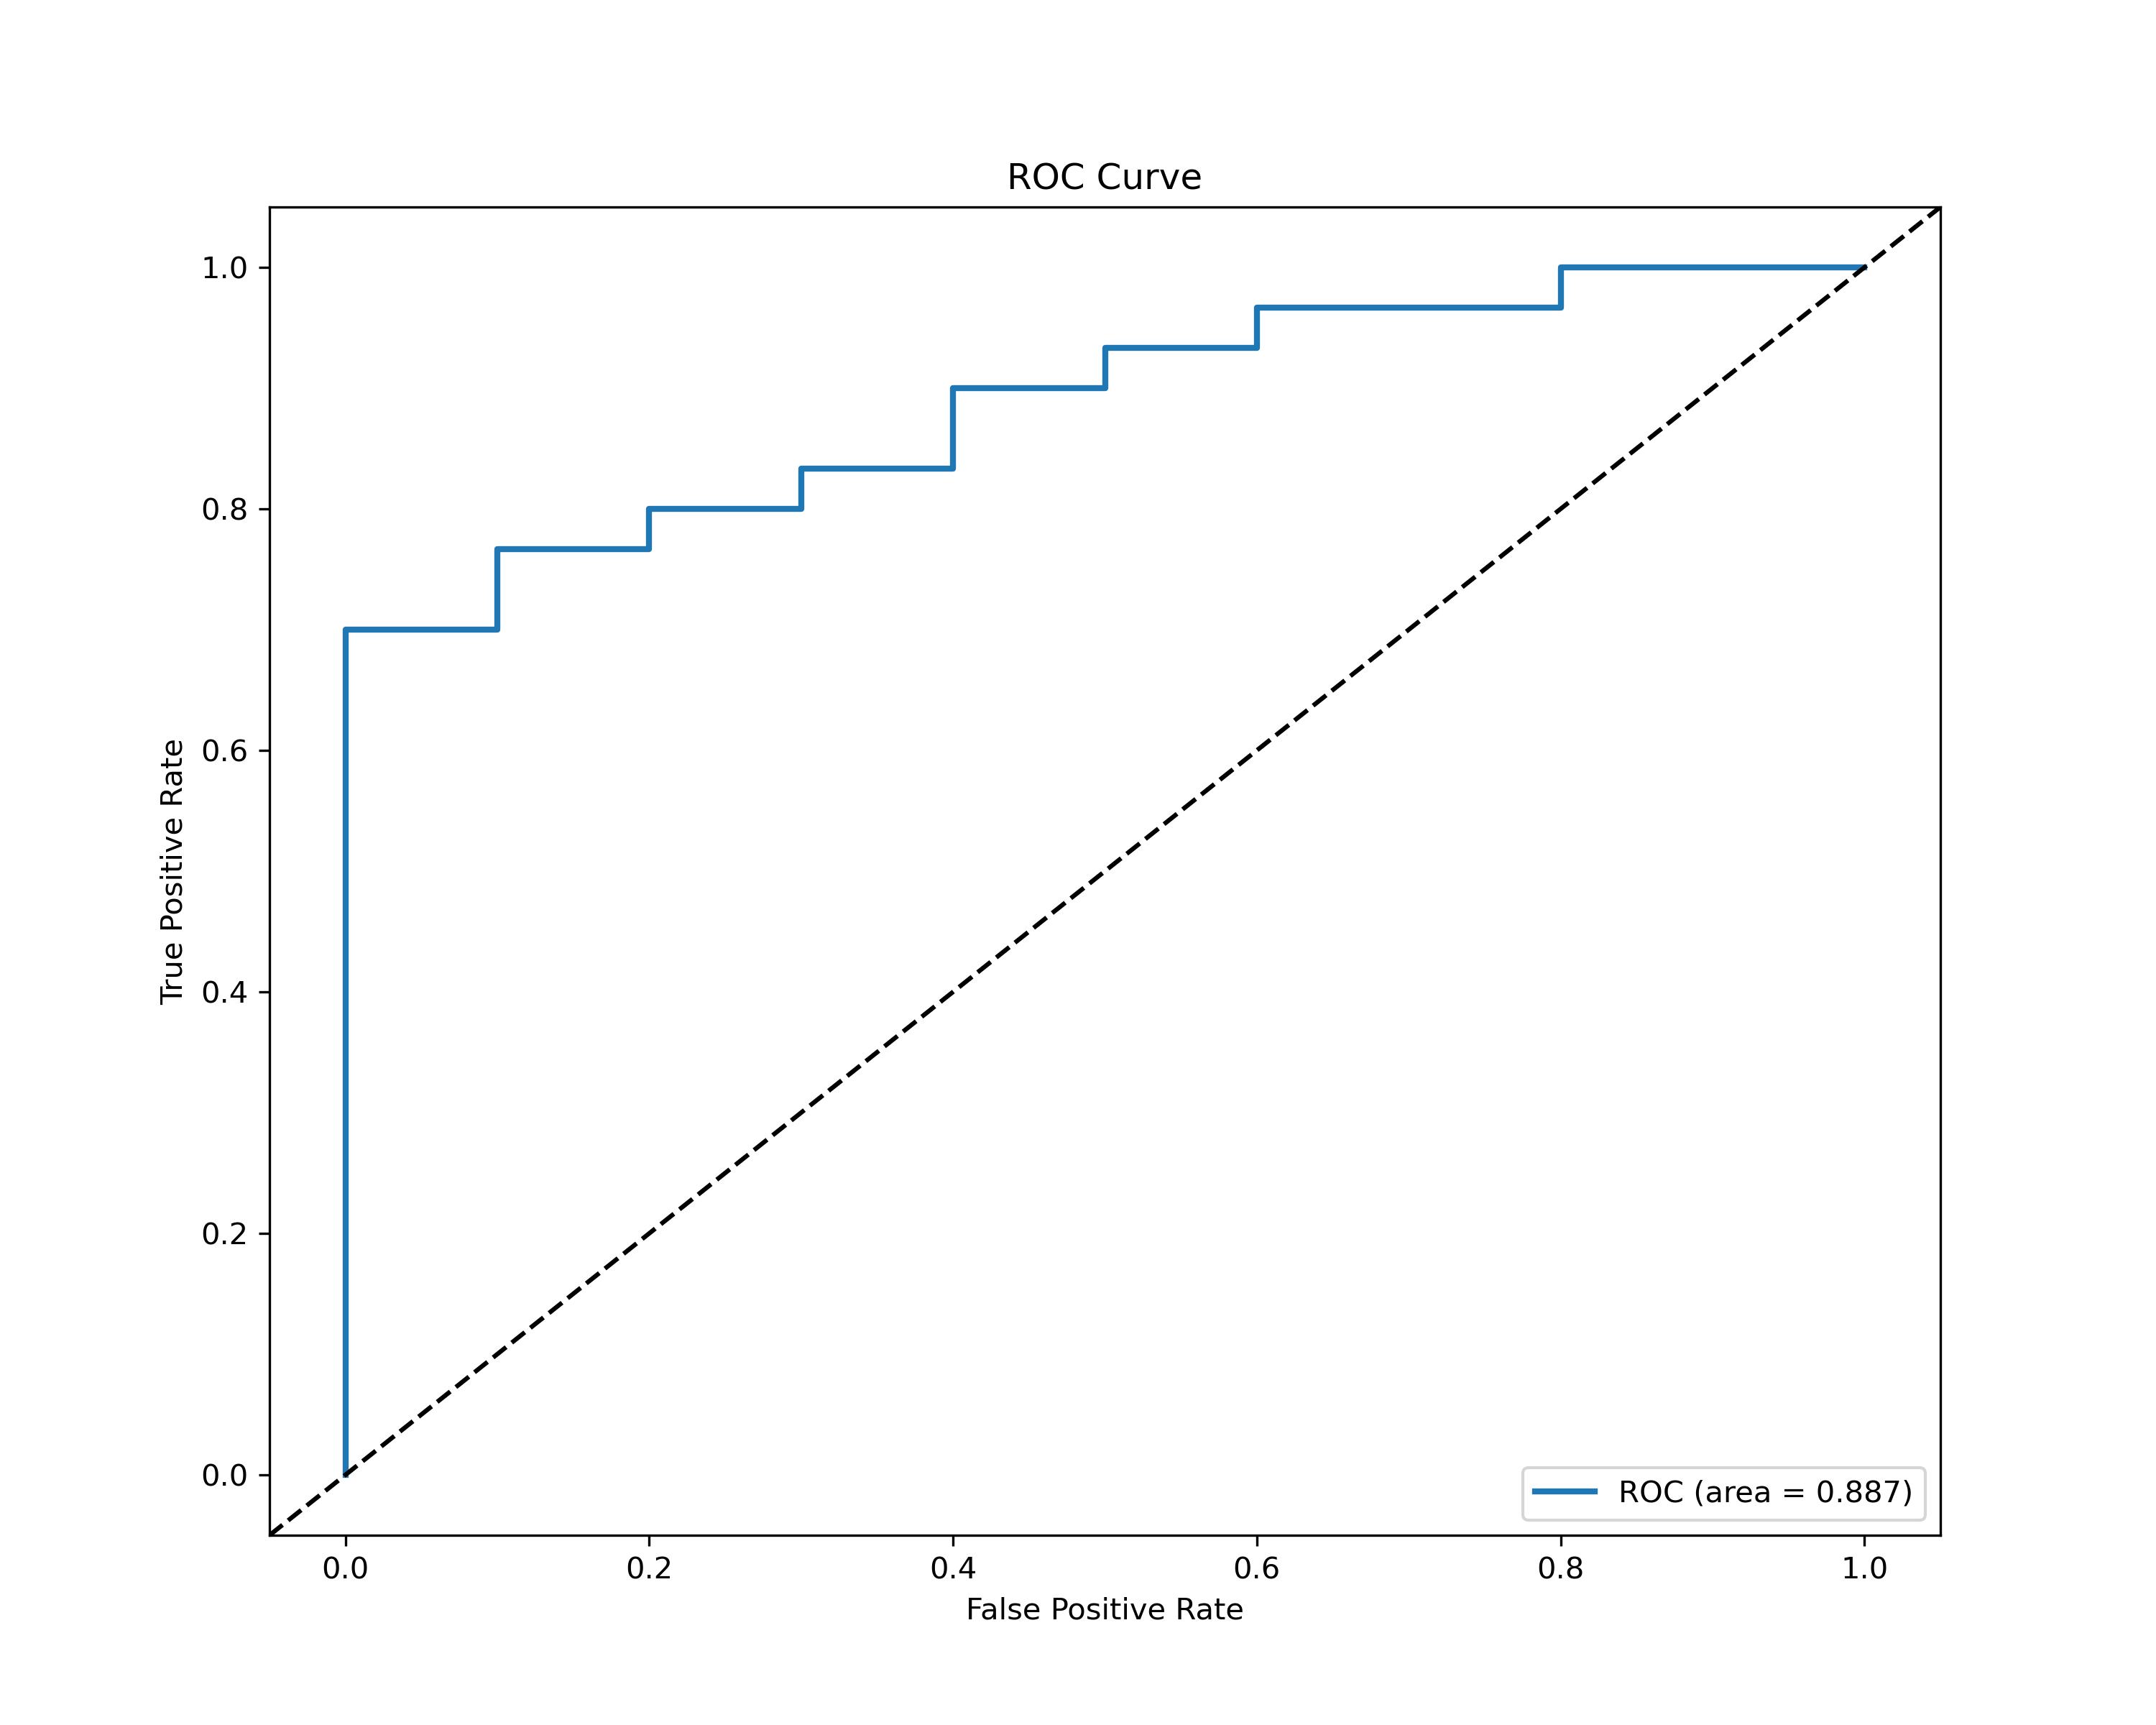 ROC Curve
1.0
0.8
0.6
0.4
0.2
0.0
True Positive Rate
ROC (area = 0.887)
0.0 0.2 0.4 0.6 0.8 1.0
False Positive Rate